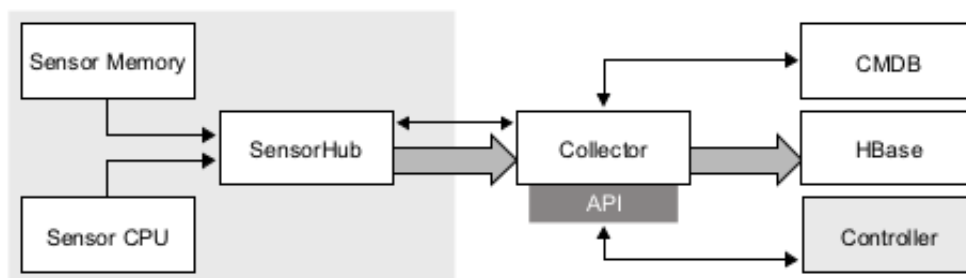 Sensor Memory
CMDB
SensorHub
Collector
HBase
API
Sensor CPU
Controller